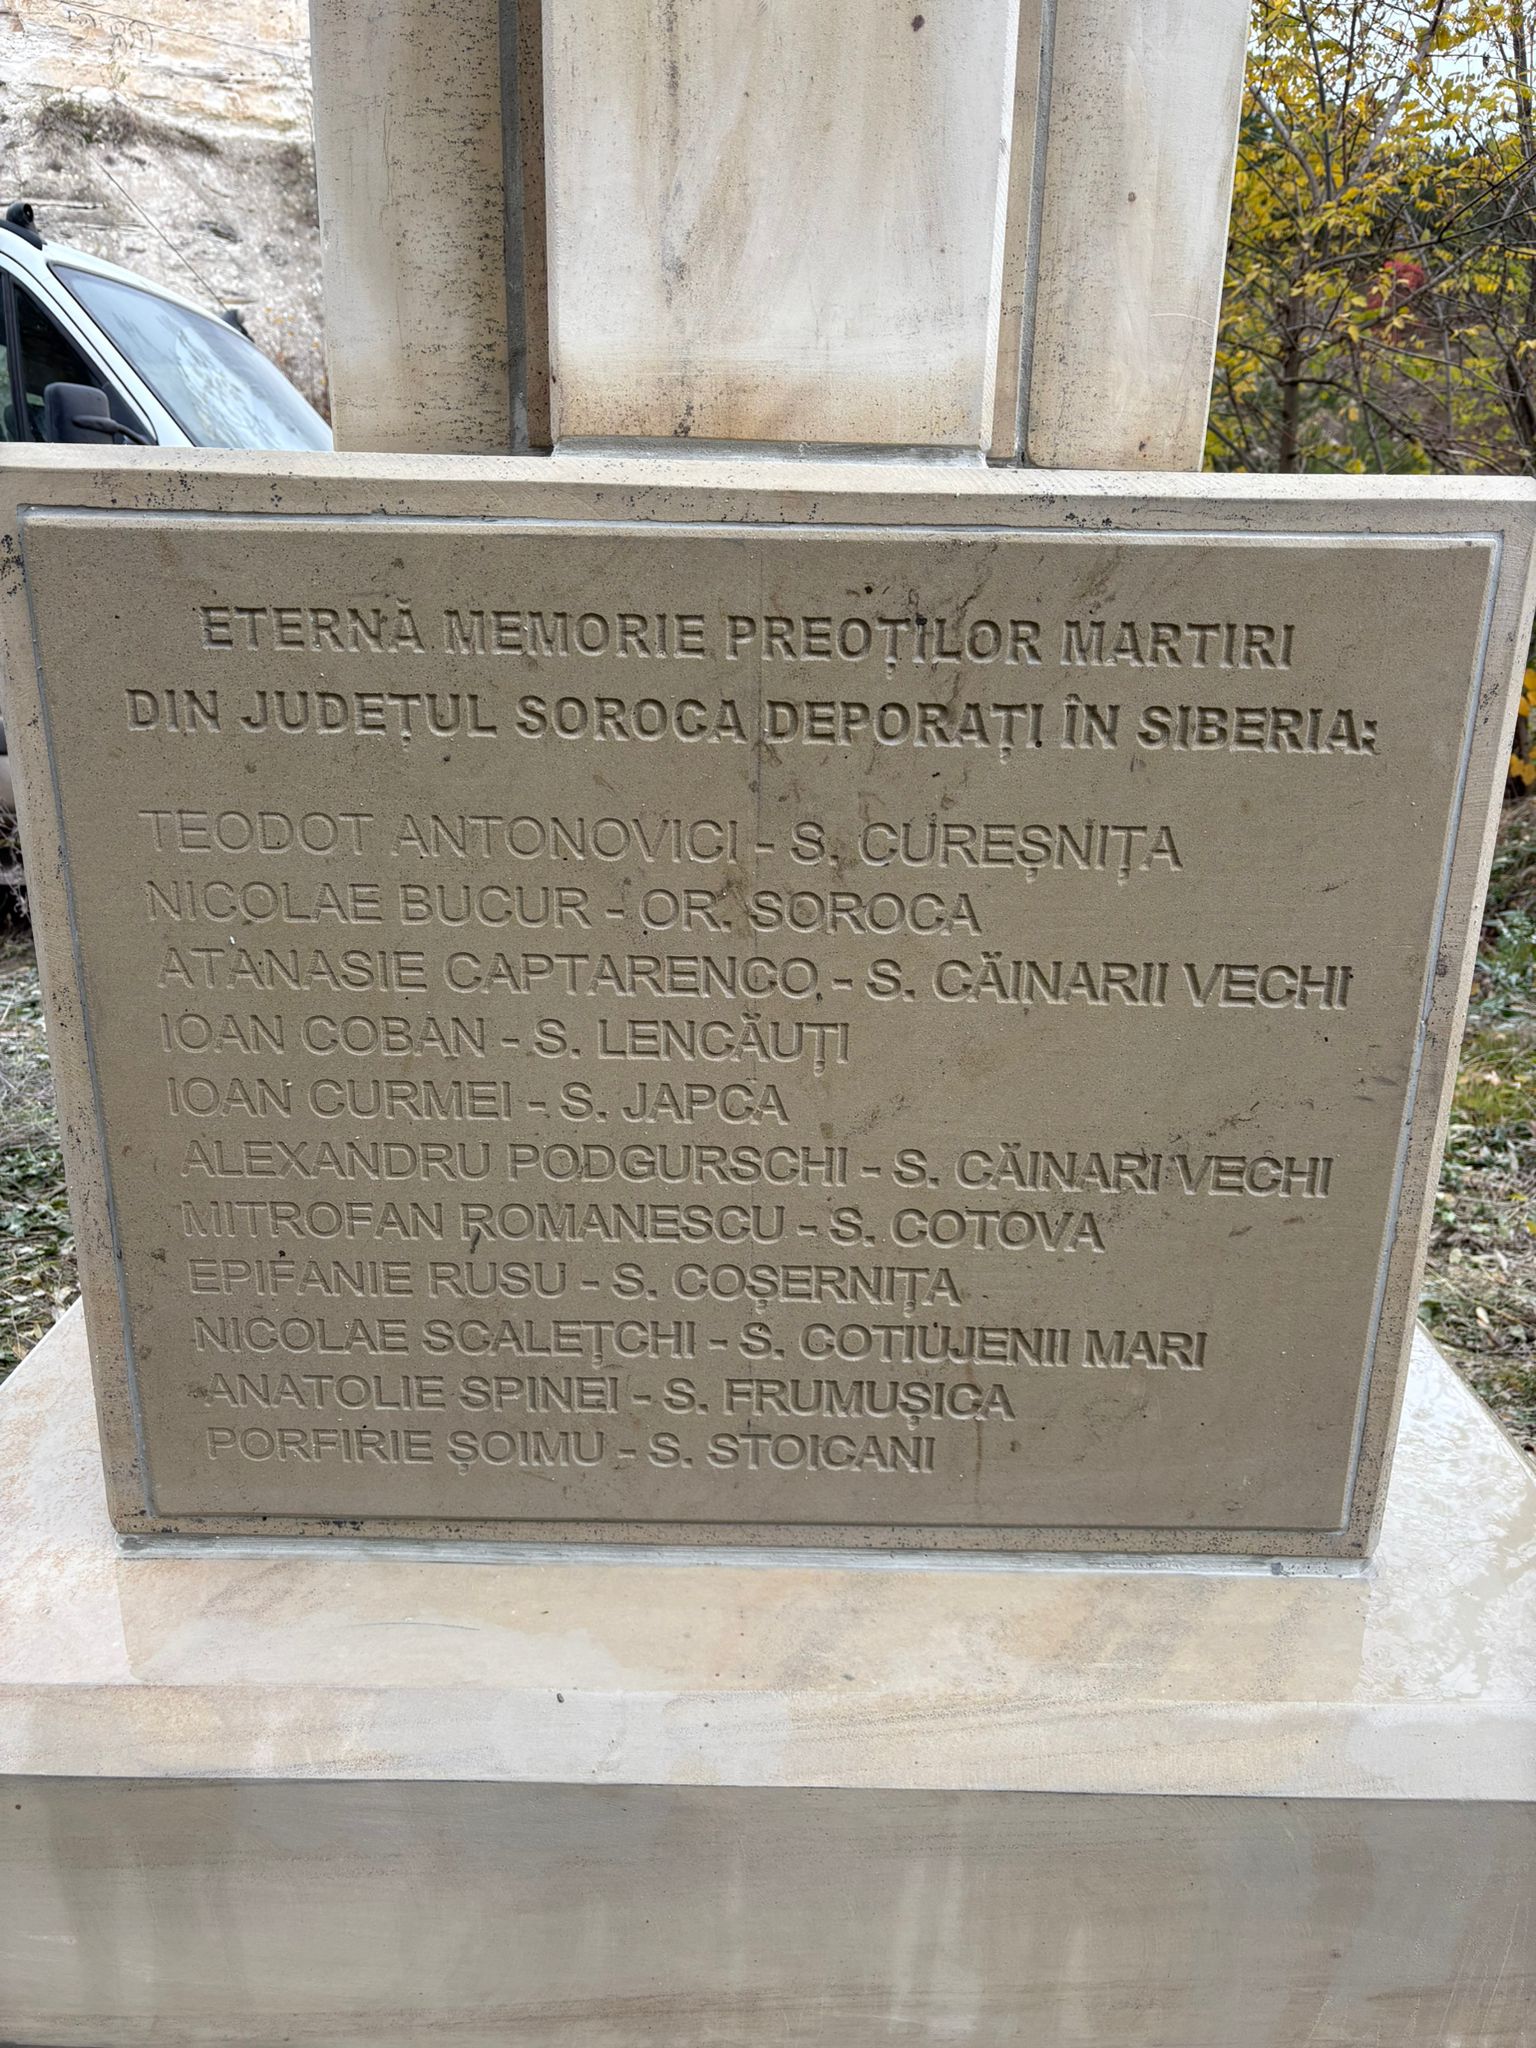 ETERNĂ MEMORIE PREOȚILOR MARTIRI
DIN JUDEȚUL SOROCA DEPORAȚI ÎN SIBERIA:
TEODOT ANTONOVICI - S. CUREȘNIȚA
NICOLAE BUCUR - OR. SOROCA
ATANASIE CAPTARENCO - S. CĂINARII VECHI
IOAN COBAN - S. LENCĂUȚI
IOAN CURMEI - S. JAPCA
ALEXANDRU PODGURSCHI - S. CĂINARI VECHI
MITROFAN ROMANESCU - S. COTOVA
EPIFANIE RUSU - S. COȘERNIȚA
NICOLAE SCALEȚCHI - S. COTIUJENII MARI
ANATOLIE SPINEI - S. FRUMUȘICA
PORFIRIE ȘOIMU - S. STOICANI